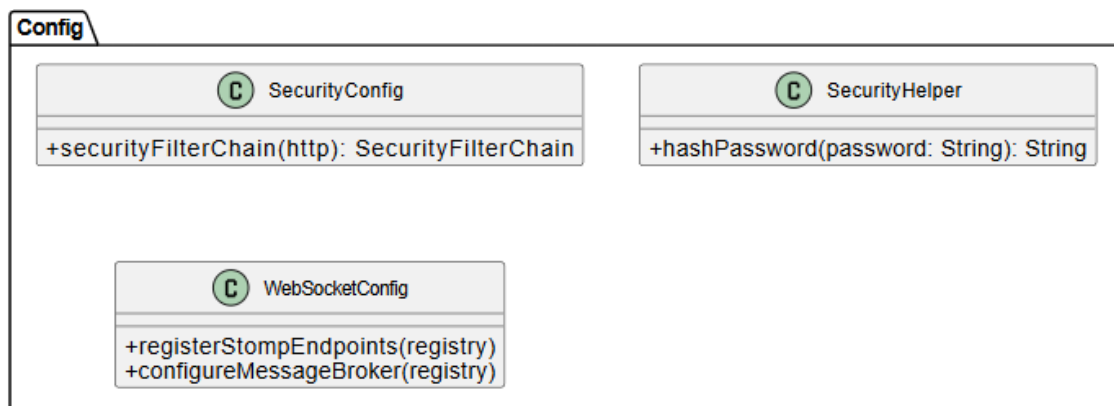 Config
C SecurityConfig
+securityFilterChain(http): SecurityFilterChain
C SecurityHelper
+hashPassword(password: String): String
C WebSocketConfig
+registerStompEndpoints(registry)
+configureMessageBroker(registry)